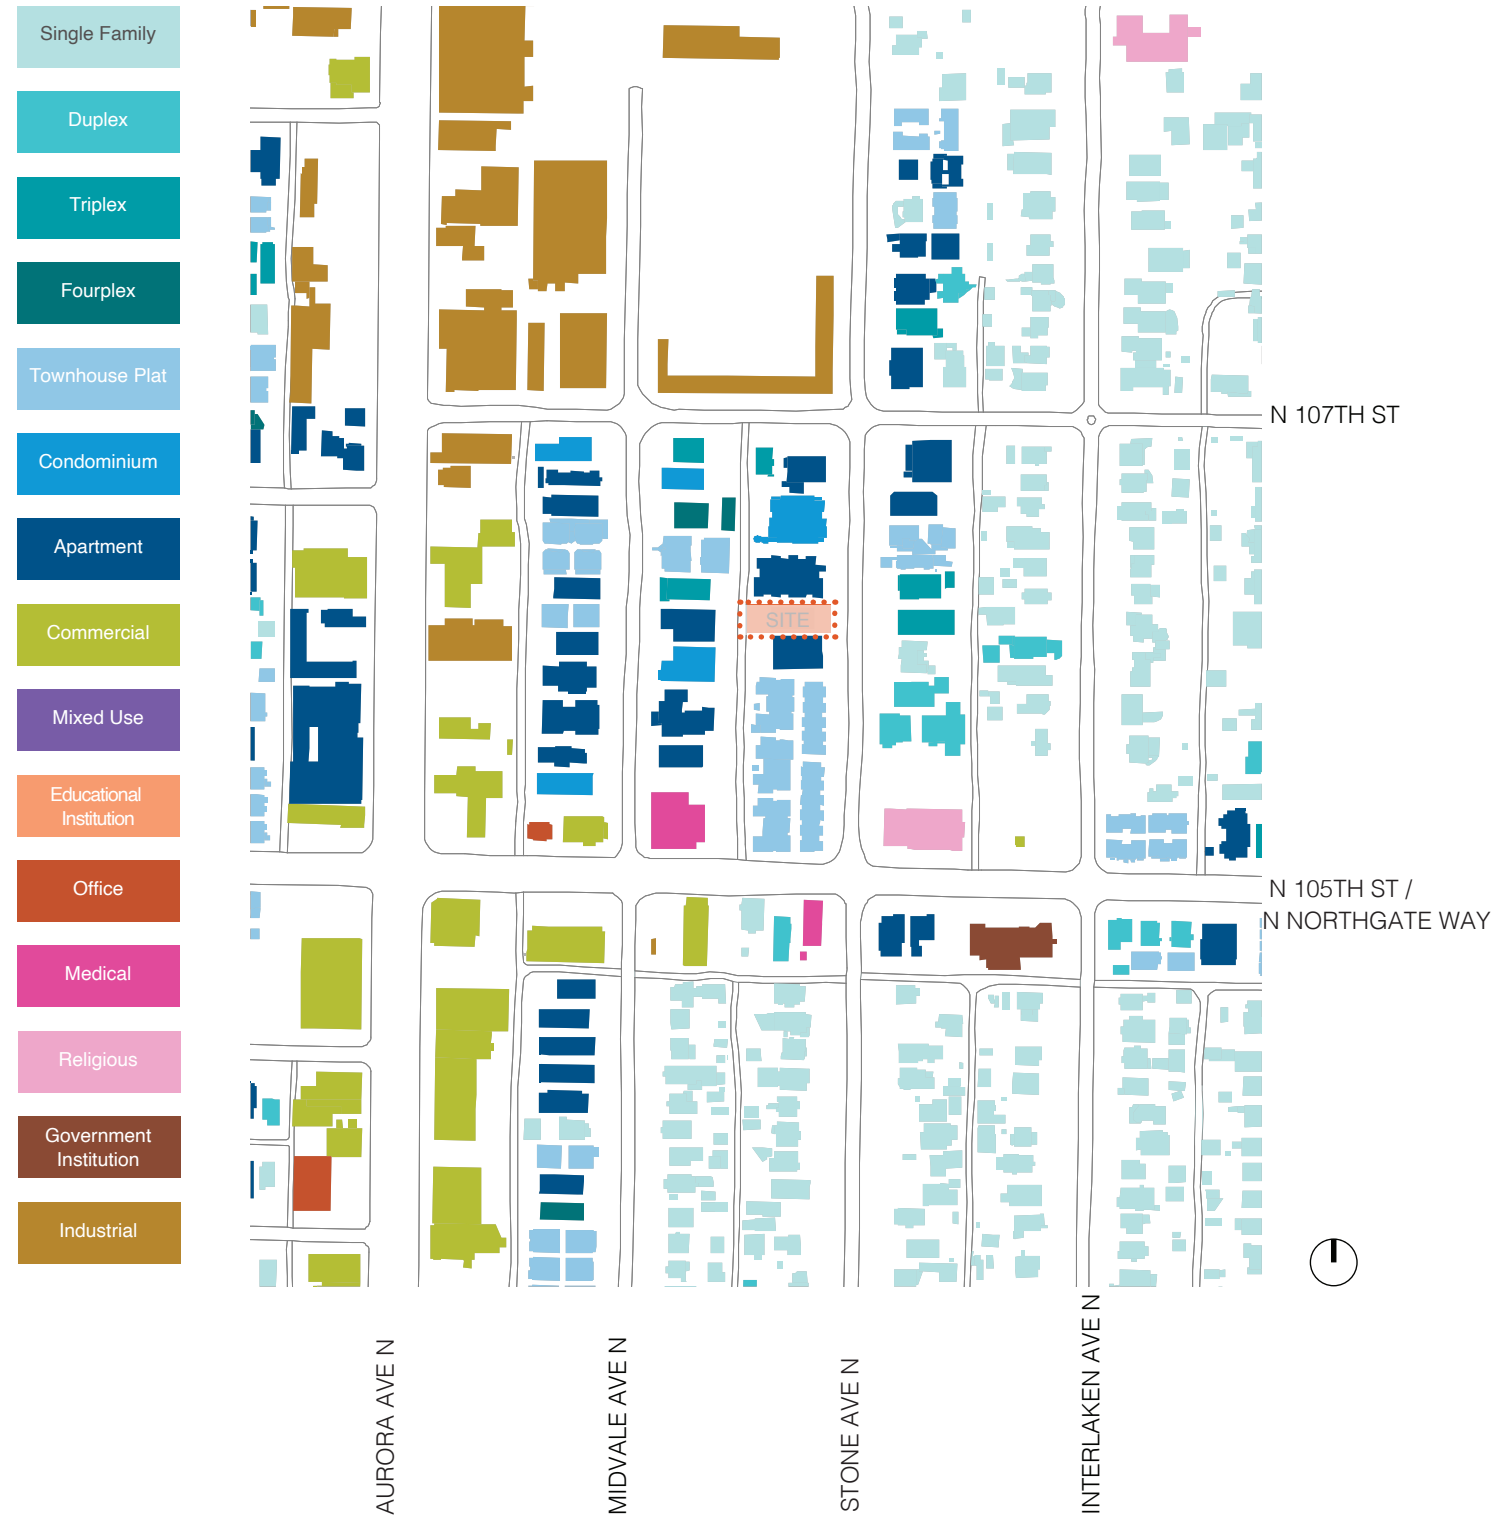 Single Family
Duplex
Triplex
Fourplex
Townhouse Plat
Condominium
Apartment
Commercial
Mixed Use
Educational
Institution
Office
Medical
Religious
Government
Institution
Industrial
SITE
N 107TH ST
N 105TH ST /
N NORTHGATE WAY
AURORA AVE N
MIDVALE AVE N
STONE AVE N
INTERLAKEN AVE N